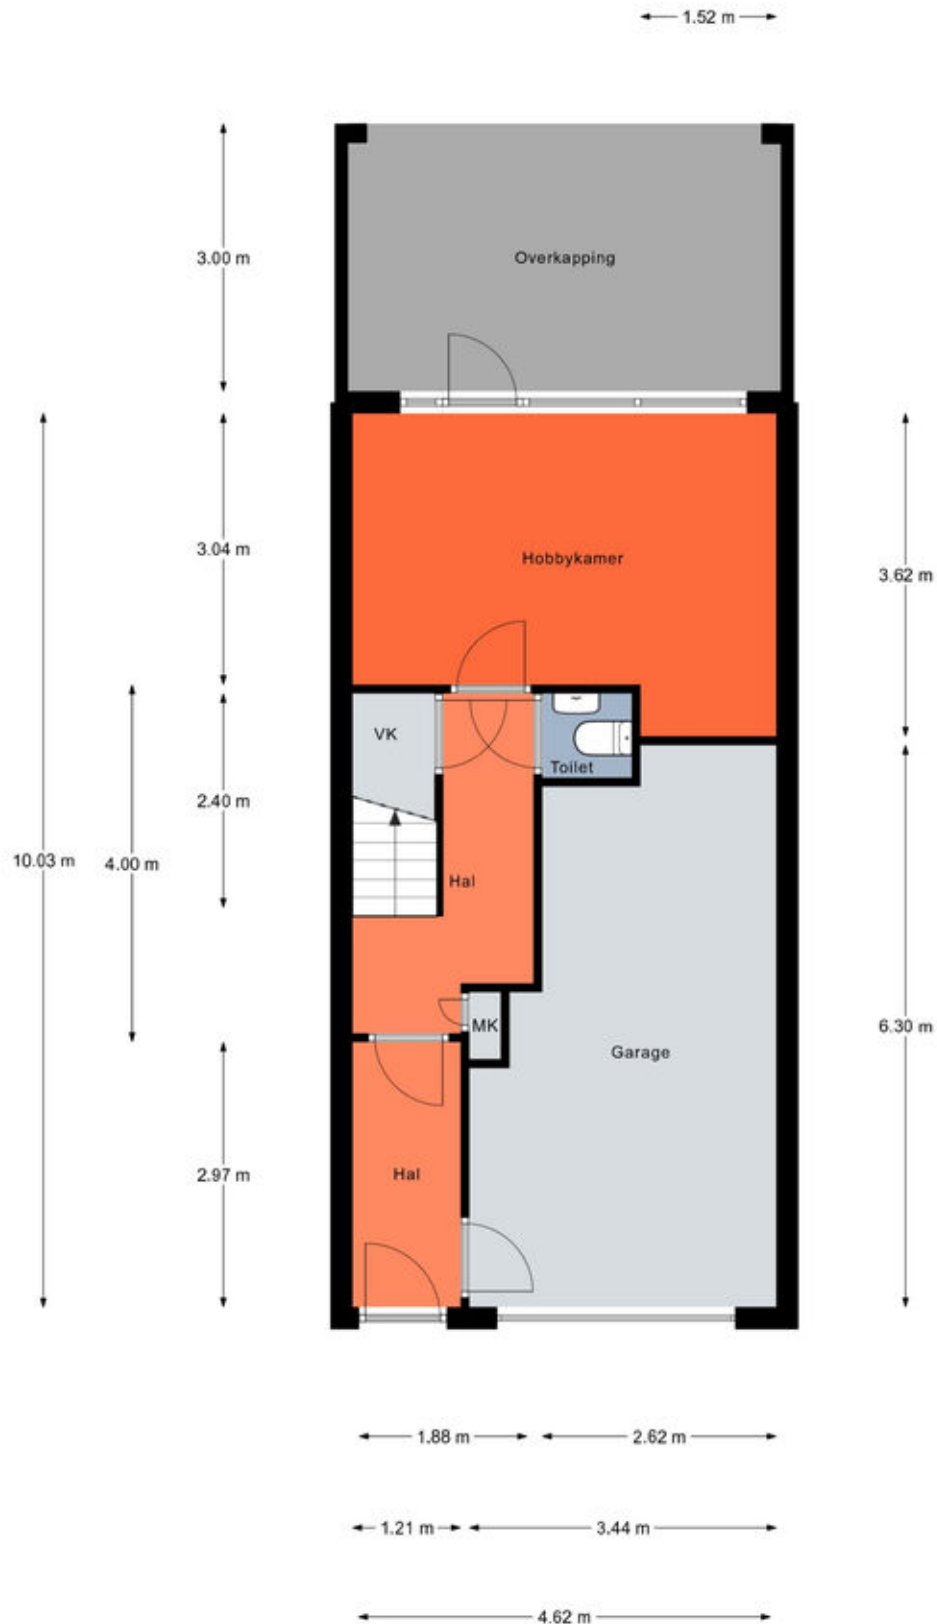 1.52 m
3.00 m
Overkapping
3.04 m
Hobbykamer
3.62 m
VK
Toilet
2.40 m
10.03 m
4.00 m
Hal
MK
Garage
6.30 m
Hal
2.97 m
1.88 m
2.62 m
1.21 m
3.44 m
4.62 m